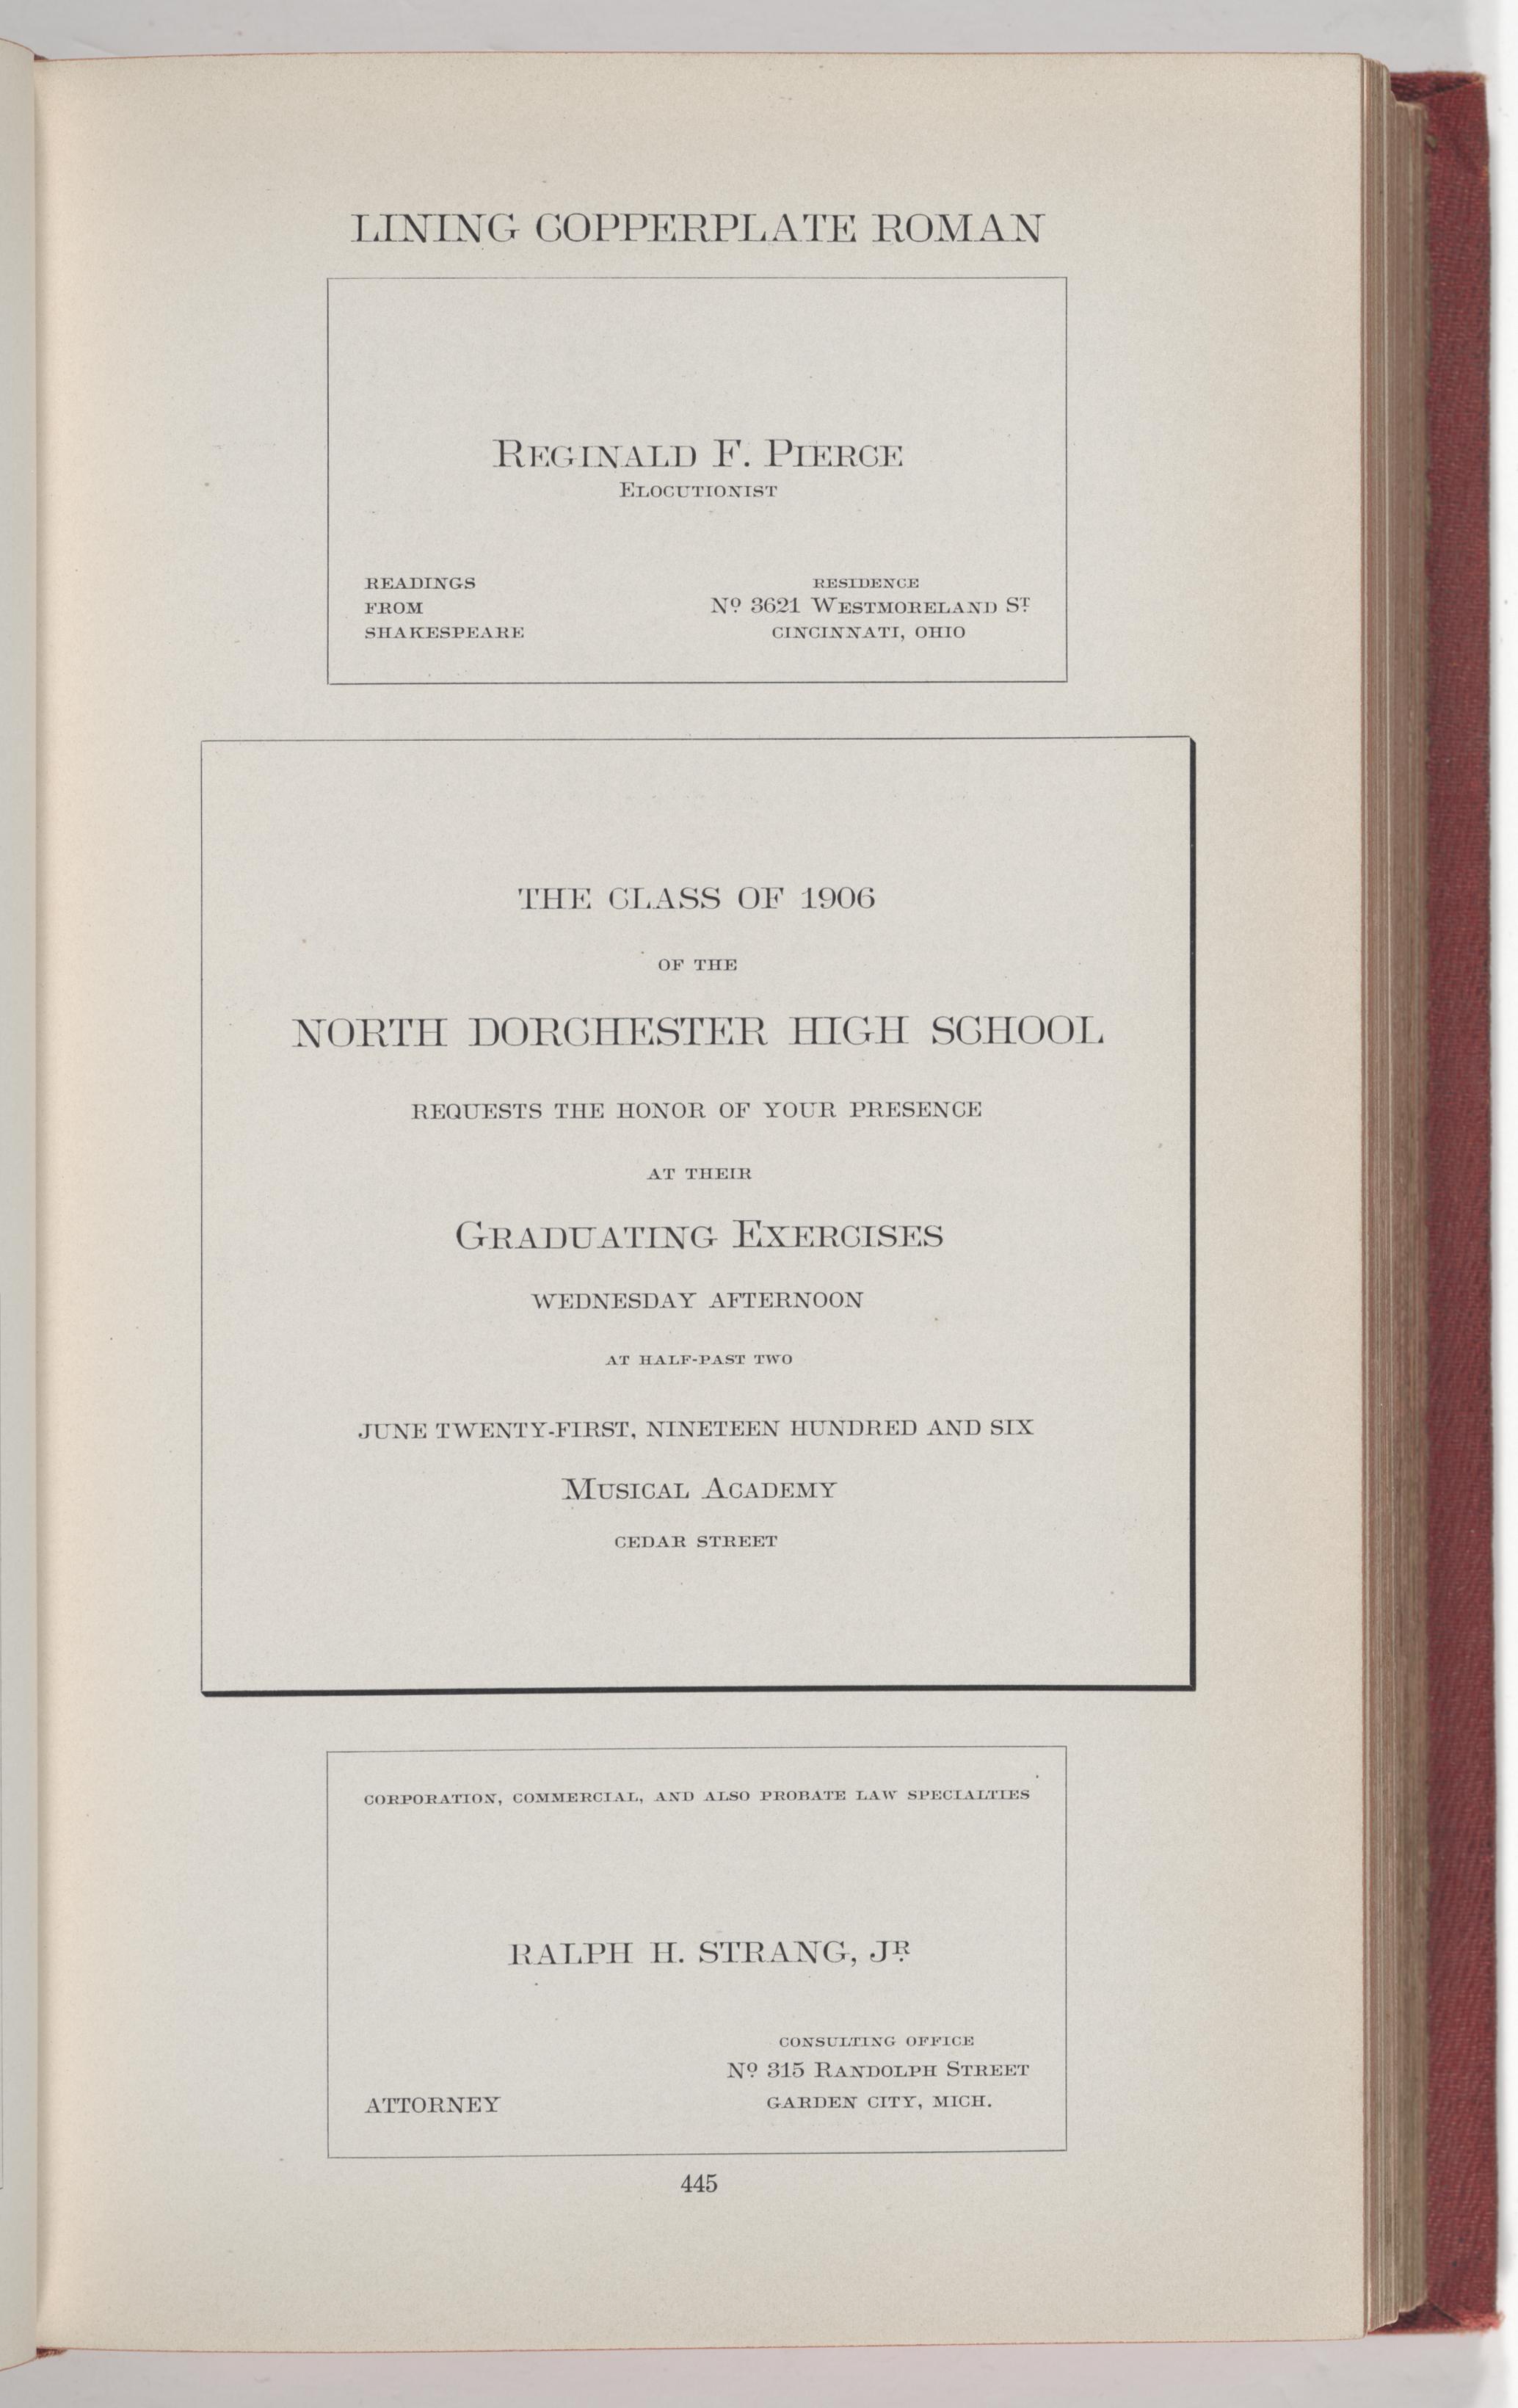 LINING COPPERPLATE ROMAN
REGINALD F. PIERCE
ELOCUTIONIST
READINGS
FROM
SHAKESPEARE
RESIDENCE
Nº 3621 WESTMORELAND ST
CINCINNATI, OHIO
THE CLASS OF 1906
OF THE
NORTH DORCHESTER HIGH SCHOOL
REQUESTS THE HONOR OF YOUR PRESENCE
AT THEIR
GRADUATING EXERCISES
WEDNESDAY AFTERNOON
AT HALF-PAST TWO
JUNE TWENTY-FIRST, NINETEEN HUNDRED AND SIX
MUSICAL ACADEMY
CEDAR STREET
CORPORATION, COMMERCIAL, AND ALSO PROBATE LAW SPECIALTIES
RALPH H. STRANG, JR
ATTORNEY
CONSULTING OFFICE
Nº 315 RANDOLPH STREET
GARDEN CITY, MICH.
445